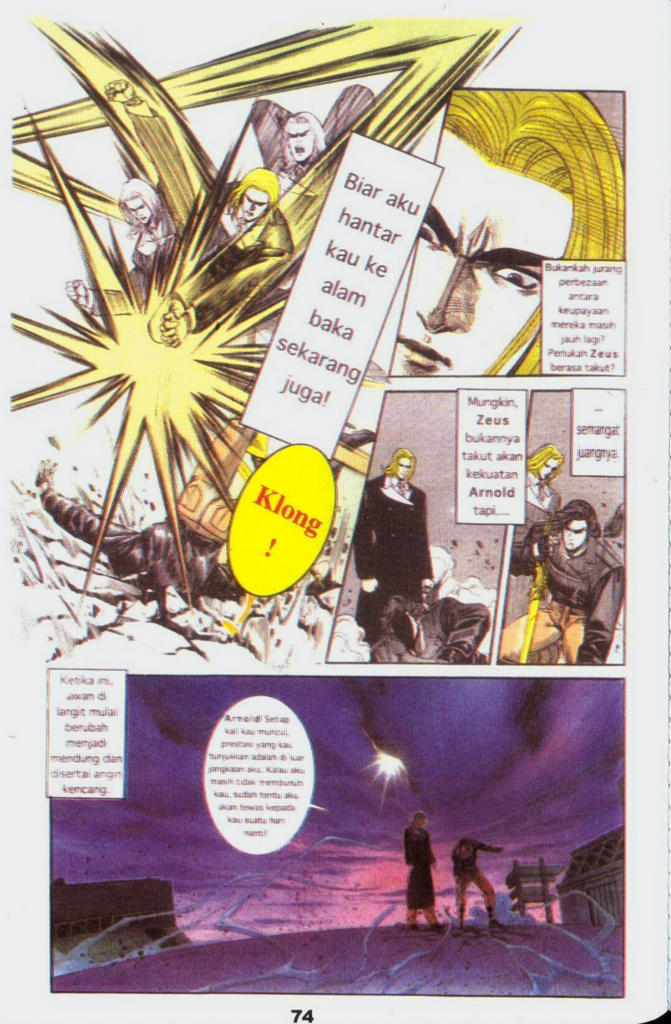 Biar aku
hantar
kau ke
alam
baka
sekarang
juga!
Bukankah jurang
perbezaan
antara
keupayaan
mereka masih
jauh lagi?
Perlukah Zeus
berasa takut?
Klong
!
Mungkin,
Zeus
bukannya
takut akan
kekuatan
Arnold
tapi....
....
semangat
juangnya.
Ketika ini,
awan di
langit mulai
berubah
menjadi
mendung dan
disertai angin
kencang.
Arnold! Setiap
kali kau muncul,
prestasi yang kau
tunjukkan adalah di luar
jangkaan aku. Kalau aku
masih tidak membunuh
kau, sudah tentu aku
akan tewas kepada
kau suatu hari
nanti!
74